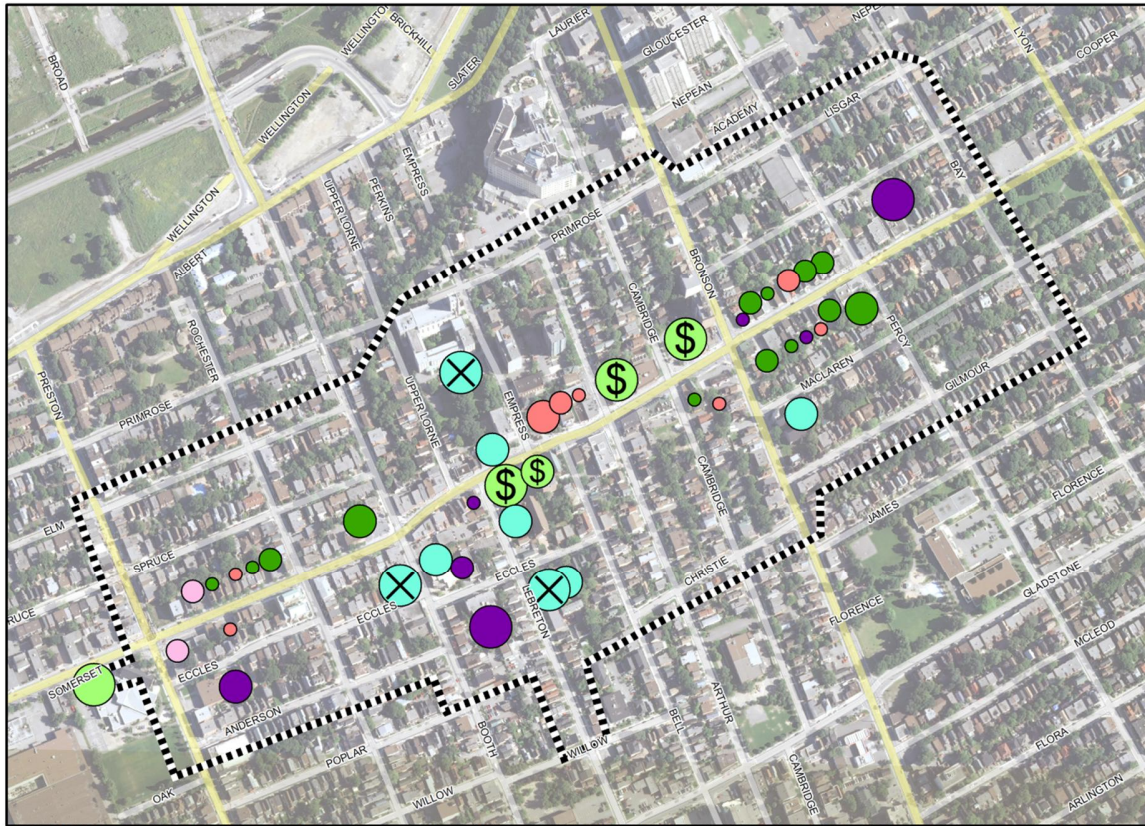 NEPEAN
LAURIER
GLOUCESTER
LYON
COOPER
WELLINGTON
BRICKHILL
BROAD
SLATER
WELLINGTON
NEPEAN
ACADEMY
LISGAR
EMPRESS
BAY
UPPER LORNE
PERKINS
WELLINGTON
PRIMROSE
ALBERT
BRONSON
CAMBRIDGE
$
ROCHESTER
PERCY
PRESTON
$
MACLAREN
GILMOUR
PRIMROSE
UPPER LORNE
EMPRESS
$
$
CAMBRIDGE
FLORENCE
ELM
JAMES
SPRUCE
ECCLES
CHRISTIE
GLADSTONE
RUCE
ECCLES
LEBRETON
FLORENCE
MCLEOD
ECCLES
SOMERSET
ANDERSON
ARTHUR
BELL
BOOTH
FLORA
POPLAR
WILLOW
CAMBRIDGE
OAK
WILLOW
ARLINGTON